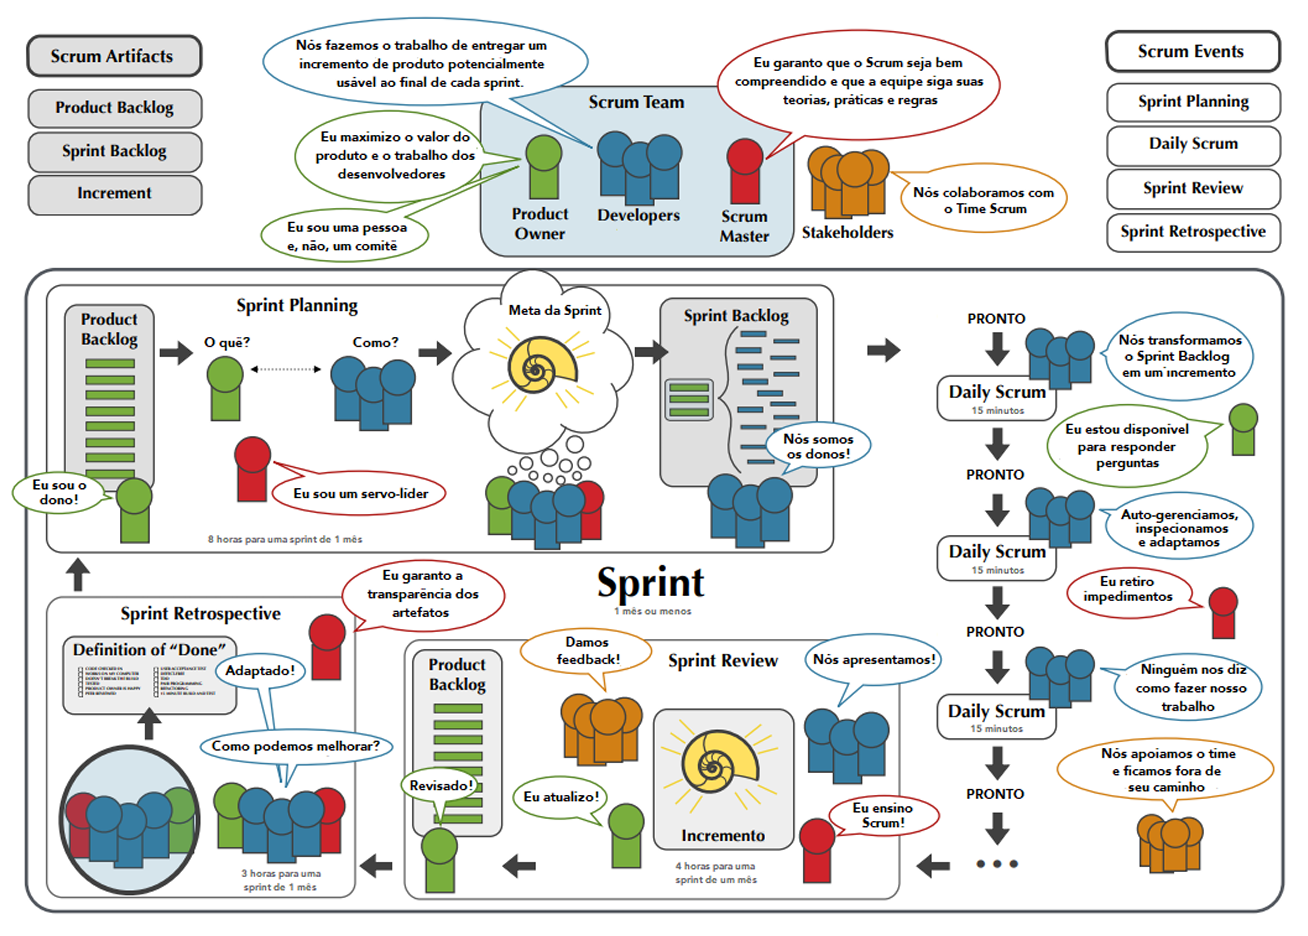 Scrum Artifacts
Product Backlog
Sprint Backlog
Increment
Nós fazemos o trabalho de entregar um
incremento de produto potencialmente
usável ao final de cada sprint.
Eu maximizo o valor do
produto e o trabalho dos
desenvolvedores
Eu sou uma pessoa
e, não, um comitê
Scrum Team
Product
Owner
Developers
Scrum
Master
Eu garanto que o Scrum seja bem
compreendido e que a equipe siga suas
teorias, práticas e regras
Stakeholders
Nós colaboramos com
o Time Scrum
Scrum Events
Sprint Planning
Daily Scrum
Sprint Review
Sprint Retrospective
Sprint Planning
Product
Backlog
Eu sou o
dono!
O quê?
Como?
Eu sou um servo-lider
8 horas para uma sprint de 1 mês
Meta da Sprint
Sprint Backlog
Nós somos
os donos!
PRONTO
Nós transformamos
o Sprint Backlog
em um incremento
Daily Scrum
15 minutos
Eu estou disponível
para responder
perguntas
PRONTO
Auto-gerenciamos,
inspecionamos
e adaptamos
Daily Scrum
15 minutos
Eu retiro
impedimentos
PRONTO
Ninguém nos diz
como fazer nosso
trabalho
Daily Scrum
15 minutos
Nós apoiamos o time
e ficamos fora de
seu caminho
PRONTO
Sprint
1 mês ou menos
Sprint Review
Product
Backlog
Revisado!
Damos
feedback!
Eu atualizo!
Nós apresentamos!
Incremento
Eu ensino
Scrum!
4 horas para uma
sprint de um mês
Sprint Retrospective
Eu garanto a
transparência dos
artefatos
Definition of “Done”
Adaptado!
Como podemos melhorar?
3 horas para uma
sprint de 1 mês